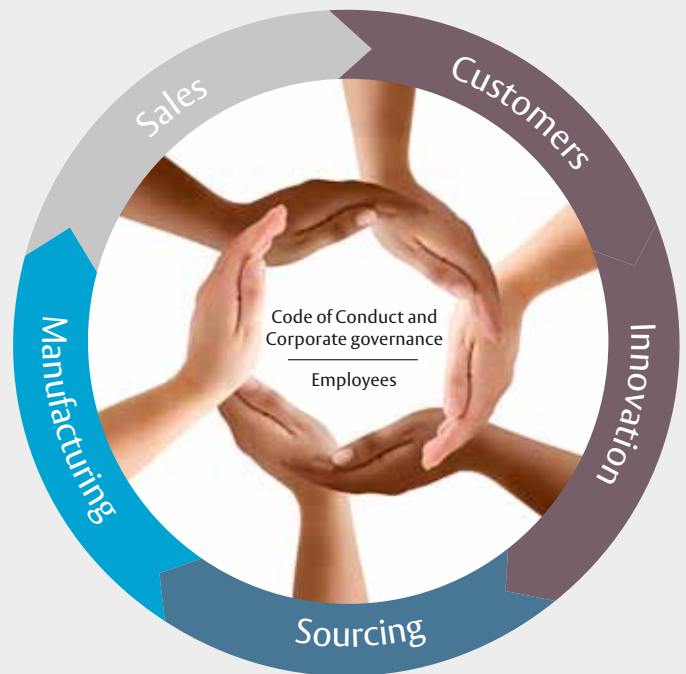 Sales
Customers
Innovation
Sourcing
Manufacturing
Code of Conduct and
Corporate governance
Employees